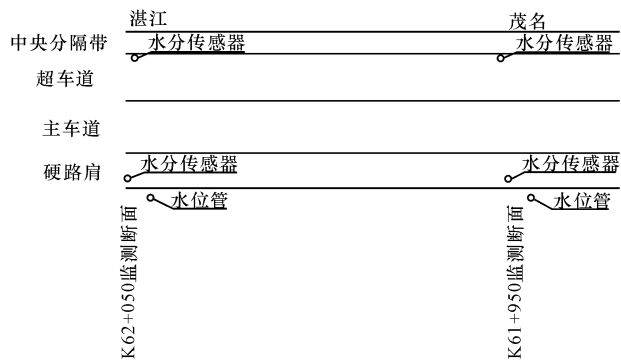 湛江
茂名
中央分隔带
水分传感器
水分传感器
超车道
主车道
硬路肩
水分传感器
水分传感器
水位管
水位管
K62+050监测断面
K61+950监测断面